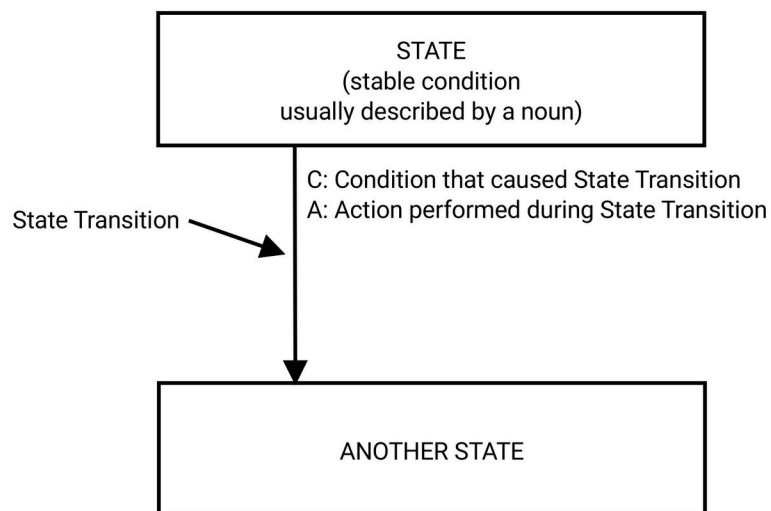 STATE
(stable condition
usually described by a noun)
C: Condition that caused State Transition
A: Action performed during State Transition
State Transition
ANOTHER STATE